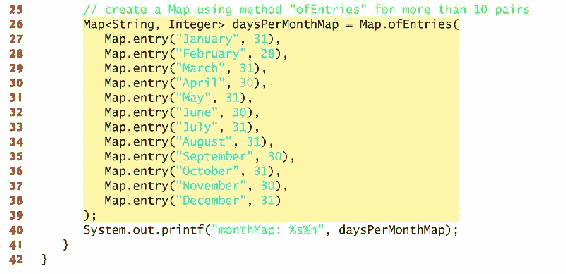 25 // create a Map using method "ofEntries" for more than 10 pairs
26 Map<String, Integer> daysPerMonthMap = Map.ofEntries(
27 Map.entry("January", 31),
28 Map.entry("February", 28),
29 Map.entry("March", 31),
30 Map.entry("April", 30),
31 Map.entry("May", 31),
32 Map.entry("June", 30),
33 Map.entry("July", 31),
34 Map.entry("August", 31),
35 Map.entry("September", 30),
36 Map.entry("October", 31),
37 Map.entry("November", 30),
38 Map.entry("December", 31)
39 );
40 System.out.printf("monthMap: %s%n", daysPerMonthMap);
41 }
42 }